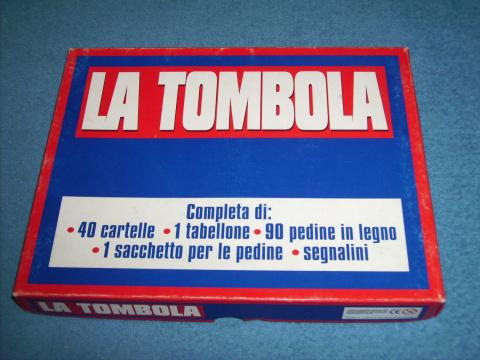 LA TOMBOLA
Completa di:
• 40 cartelle • 1 tabellone • 90 pedine in legno
• 1 sacchetto per le pedine • segnalini
LA TOMBOLA